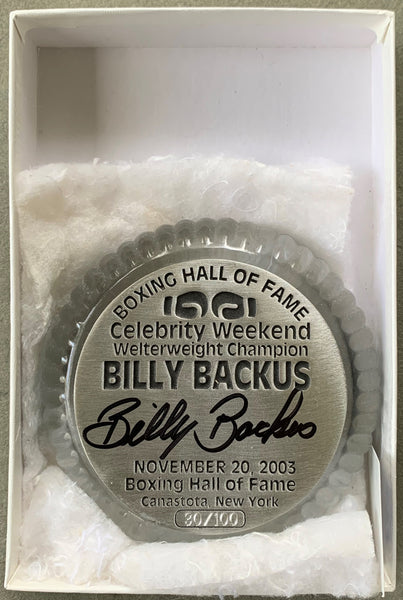 BOXING HALL OF FAME
Celebrity Weekend
Welterweight Champion
BILLY BACKUS
Billy Backus
NOVEMBER 20, 2003
Boxing Hall of Fame
Canastota, New York
30/100